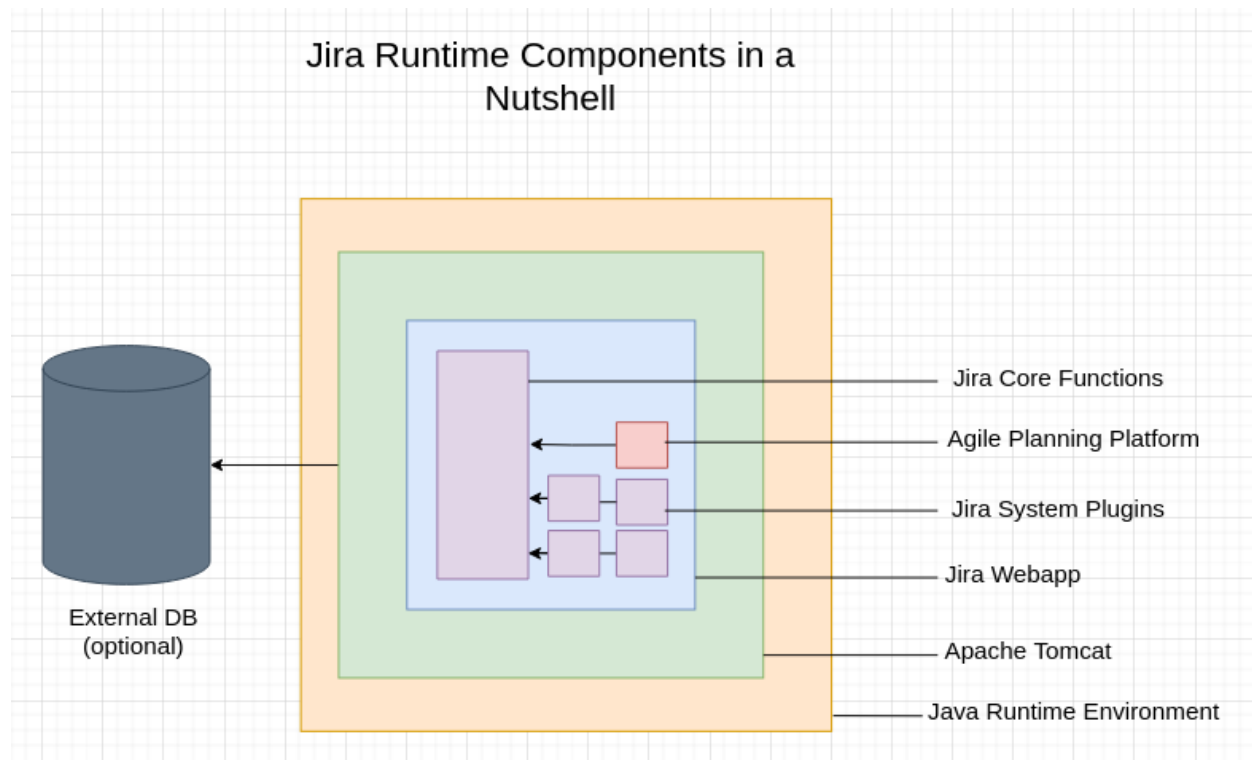 Jira Runtime Components in a
Nutshell
Jira Core Functions
Agile Planning Platform
Jira System Plugins
Jira Webapp
Apache Tomcat
Java Runtime Environment
External DB
(optional)